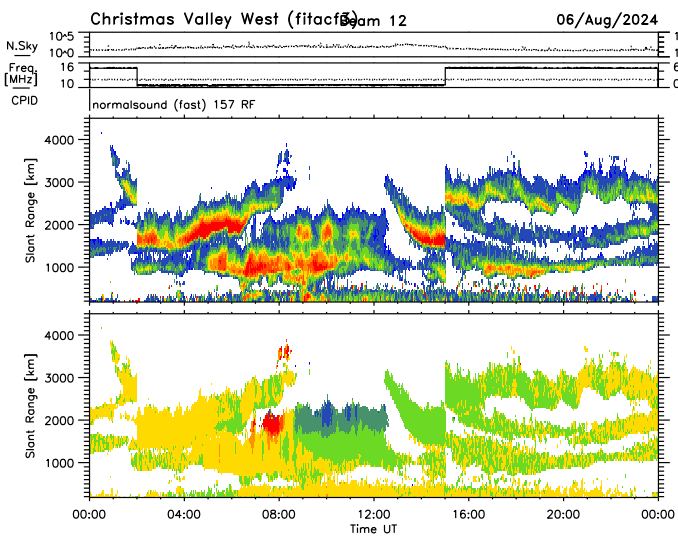 Christmas Valley West (fitacf3) Beam 12 06/Aug/2024
N.Sky 10^5 10^0
Freq. [MHz] 16 10
CPID normalsound (fast) 157 RF
Slant Range [km] 4000 3000 2000 1000
Slant Range [km] 4000 3000 2000 1000
00:00 04:00 08:00 12:00 16:00 20:00 00:00
Time UT